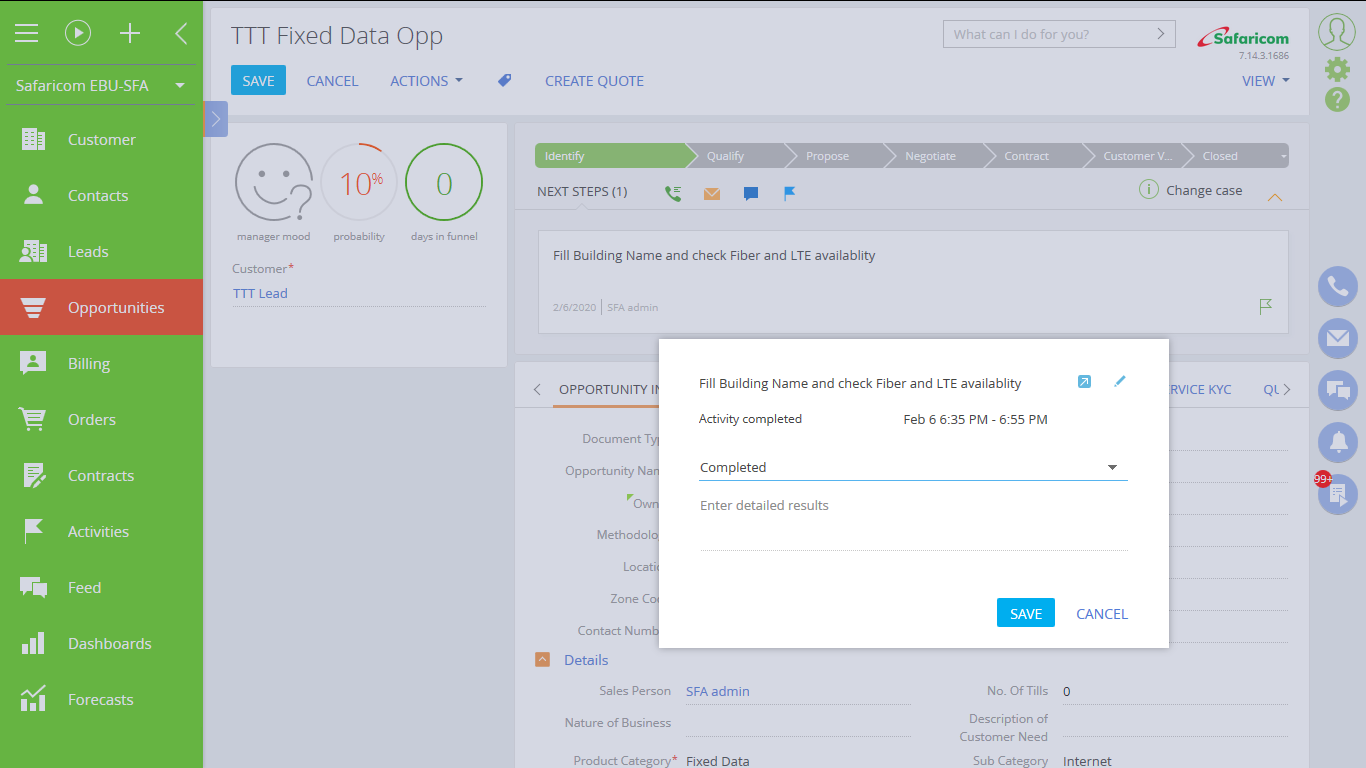 TTT Fixed Data Opp
What can I do for you?
Safaricom
7.14.3.1686
SAVE
CANCEL
ACTIONS
CREATE QUOTE
VIEW
Safaricom EBU-SFA
Customer
Contacts
Leads
Opportunities
Billing
Orders
Contracts
Activities
Feed
Dashboards
Forecasts
10%
0
manager mood
probability
days in funnel
Customer*
TTT Lead
Identify
Qualify
Propose
Negotiate
Contract
Customer V...
Closed
NEXT STEPS (1)
Change case
Fill Building Name and check Fiber and LTE availablity
2/6/2020
SFA admin
OPPORTUNITY IN
RVICE KYC
QU
Document Typ
Opportunity Nam
Own
Methodolog
Locatio
Zone Co
Contact Numb
Fill Building Name and check Fiber and LTE availablity
Activity completed
Feb 6 6:35 PM - 6:55 PM
Completed
Enter detailed results
SAVE
CANCEL
Details
Sales Person
SFA admin
No. Of Tills
0
Nature of Business
Description of
Customer Need
Product Category*
Fixed Data
Sub Category
Internet
99+